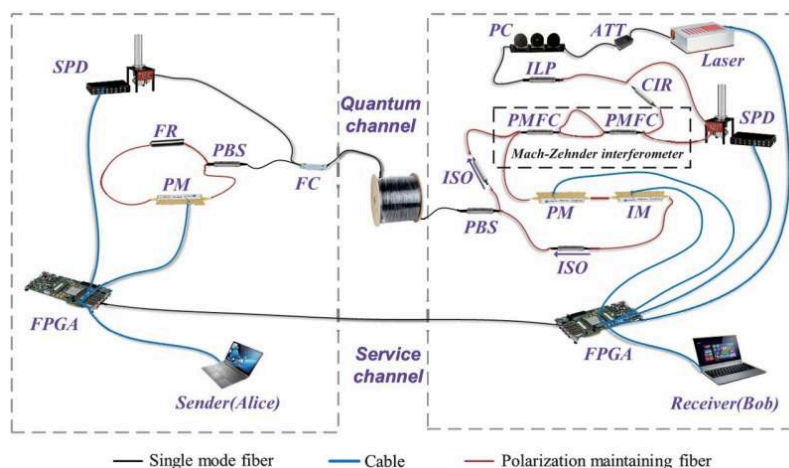 SPD
FR
PBS
PM
FC
FPGA
Sender(Alice)
Quantum
channel
Service
channel
PC
ATT
Laser
ILP
CIR
PMFC
PMFC
SPD
Mach-Zehnder interferometer
ISO
PM
IM
PBS
ISO
FPGA
Receiver(Bob)
Single mode fiber
Cable
Polarization maintaining fiber